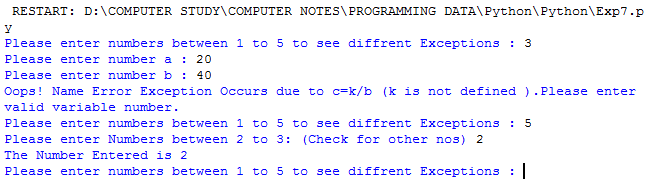 RESTART: D:\COMPUTER STUDY\COMPUTER NOTES\PROGRAMMING DATA\Python\Python\Exp7.p
y
Please enter numbers between 1 to 5 to see diffrent Exceptions : 3
Please enter number a : 20
Please enter number b : 40
Oops! Name Error Exception Occurs due to c=k/b (k is not defined ).Please enter
valid variable number.
Please enter numbers between 1 to 5 to see diffrent Exceptions : 5
Please enter Numbers between 2 to 3: (Check for other nos) 2
The Number Entered is 2
Please enter numbers between 1 to 5 to see diffrent Exceptions :